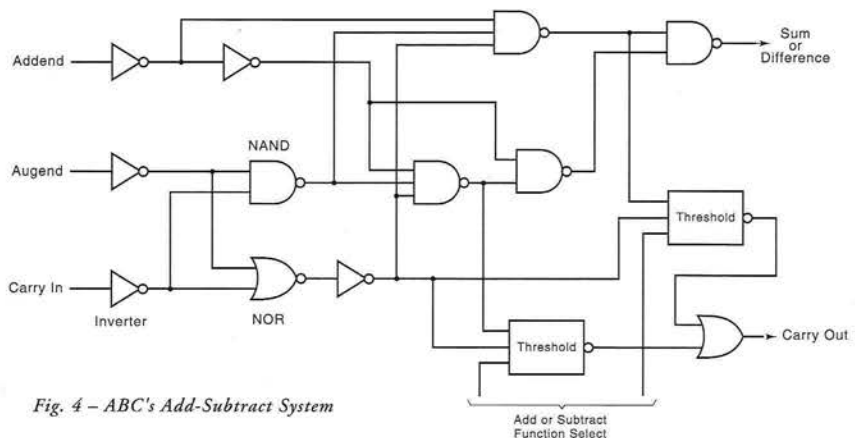 Sum
or
Difference
Addend
NAND
Augend
Threshold
Carry In
Inverter
NOR
Threshold
Carry Out
Fig. 4 – ABC's Add-Subtract System
Add or Subtract
Function Select